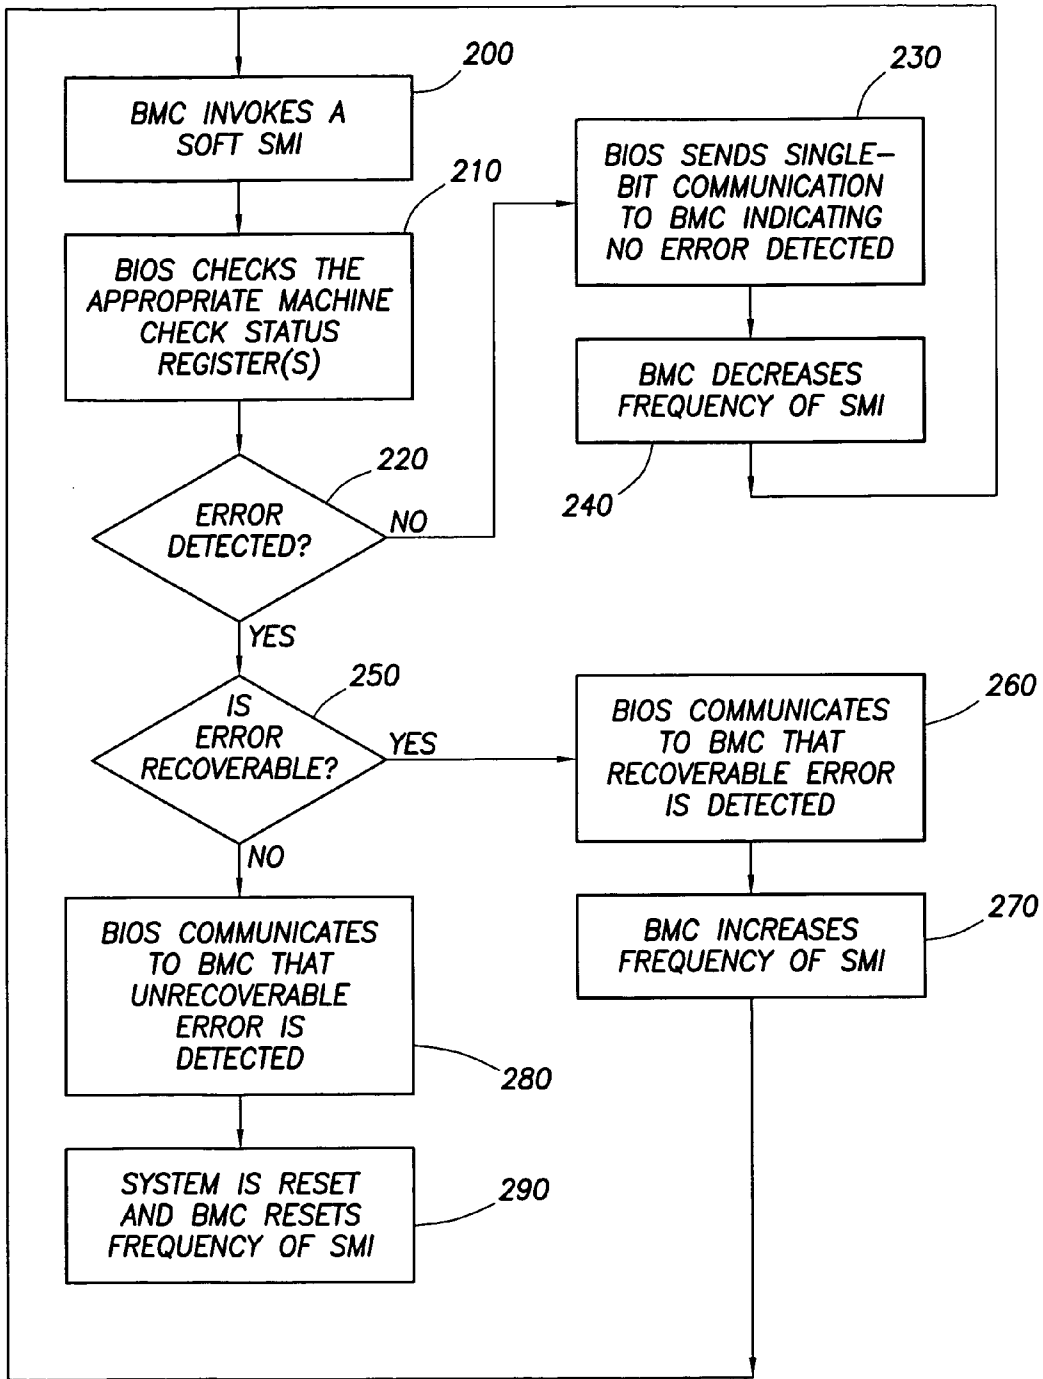 200
BMC INVOKES A
SOFT SMI
210
BIOS CHECKS THE
APPROPRIATE MACHINE
CHECK STATUS
REGISTER(S)
220
ERROR
DETECTED?
NO
230
BIOS SENDS SINGLE–
BIT COMMUNICATION
TO BMC INDICATING
NO ERROR DETECTED
BMC DECREASES
FREQUENCY OF SMI
240
YES
250
IS
ERROR
RECOVERABLE?
YES
260
BIOS COMMUNICATES
TO BMC THAT
RECOVERABLE ERROR
IS DETECTED
270
BMC INCREASES
FREQUENCY OF SMI
NO
BIOS COMMUNICATES
TO BMC THAT
UNRECOVERABLE
ERROR IS
DETECTED
280
SYSTEM IS RESET
AND BMC RESETS
FREQUENCY OF SMI
290